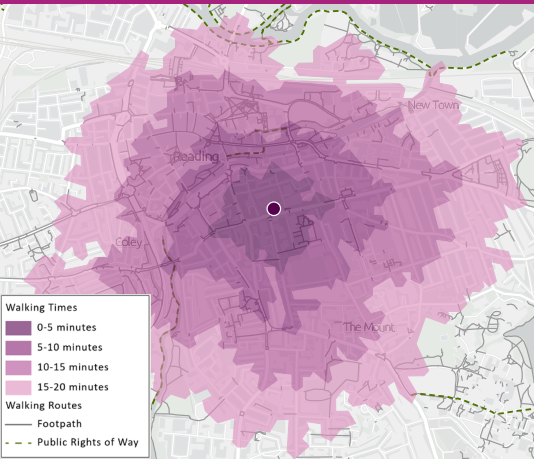 New Town
Reading
Coley
The Mount
Walking Times
0-5 minutes
5-10 minutes
10-15 minutes
15-20 minutes
Walking Routes
Footpath
Public Rights of Way